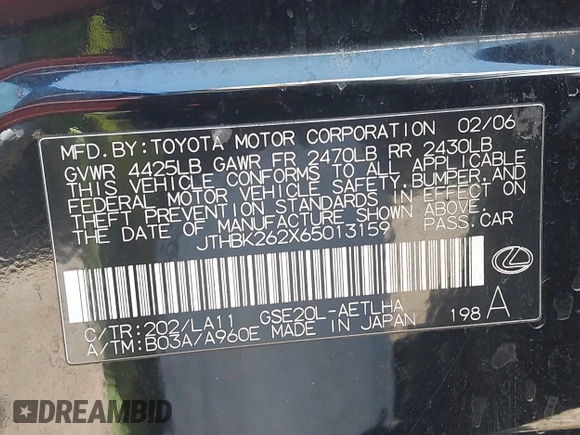 MFD. BY: TOYOTA MOTOR CORPORATION 02/06
GVWR 4425LB GAWR FR 2470LB RR 2430LB
THIS VEHICLE CONFORMS TO ALL APPLICABLE
FEDERAL MOTOR VEHICLE SAFETY, BUMPER, AND
THEFT PREVENTION STANDARDS IN EFFECT ON
THE DATE OF MANUFACTURE SHOWN ABOVE.
JTHBK262X65013159 PASS.CAR
C/TR:202/LA11 GSE20L-AETLHA
A/TM:B03A/A960E MADE IN JAPAN 198 A
DREAMBID